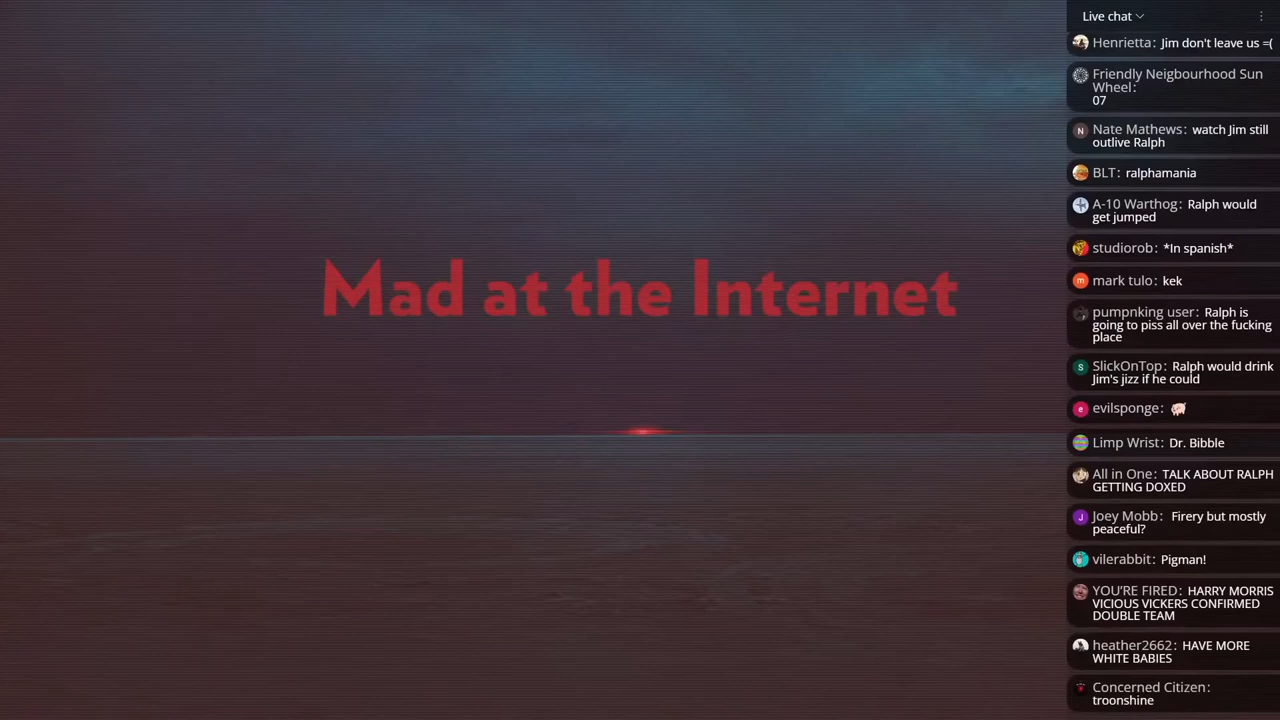 Live chat
Henrietta: Jim don't leave us =(
Friendly Neigbourhood Sun
Wheel:
07
Nate Mathews: watch Jim still
outlive Ralph
BLT: ralphamania
A-10 Warthog: Ralph would
get jumped
studiorob: *In spanish*
m
mark tulo: kek
pumpnking user: Ralph is
going to piss all over the fucking
place
S
SlickOnTop: Ralph would drink
Jim's jizz if he could
e
evilsponge:
Limp Wrist: Dr. Bibble
All in One: TALK ABOUT RALPH
GETTING DOXED
J
Joey Mobb: Firery but mostly
peaceful?
vilerabbit: Pigman!
YOU'RE FIRED: HARRY MORRIS
VICIOUS VICKERS CONFIRMED
DOUBLE TEAM
heather2662: HAVE MORE
WHITE BABIES
Concerned Citizen:
troonshine
N
Mad at the Internet